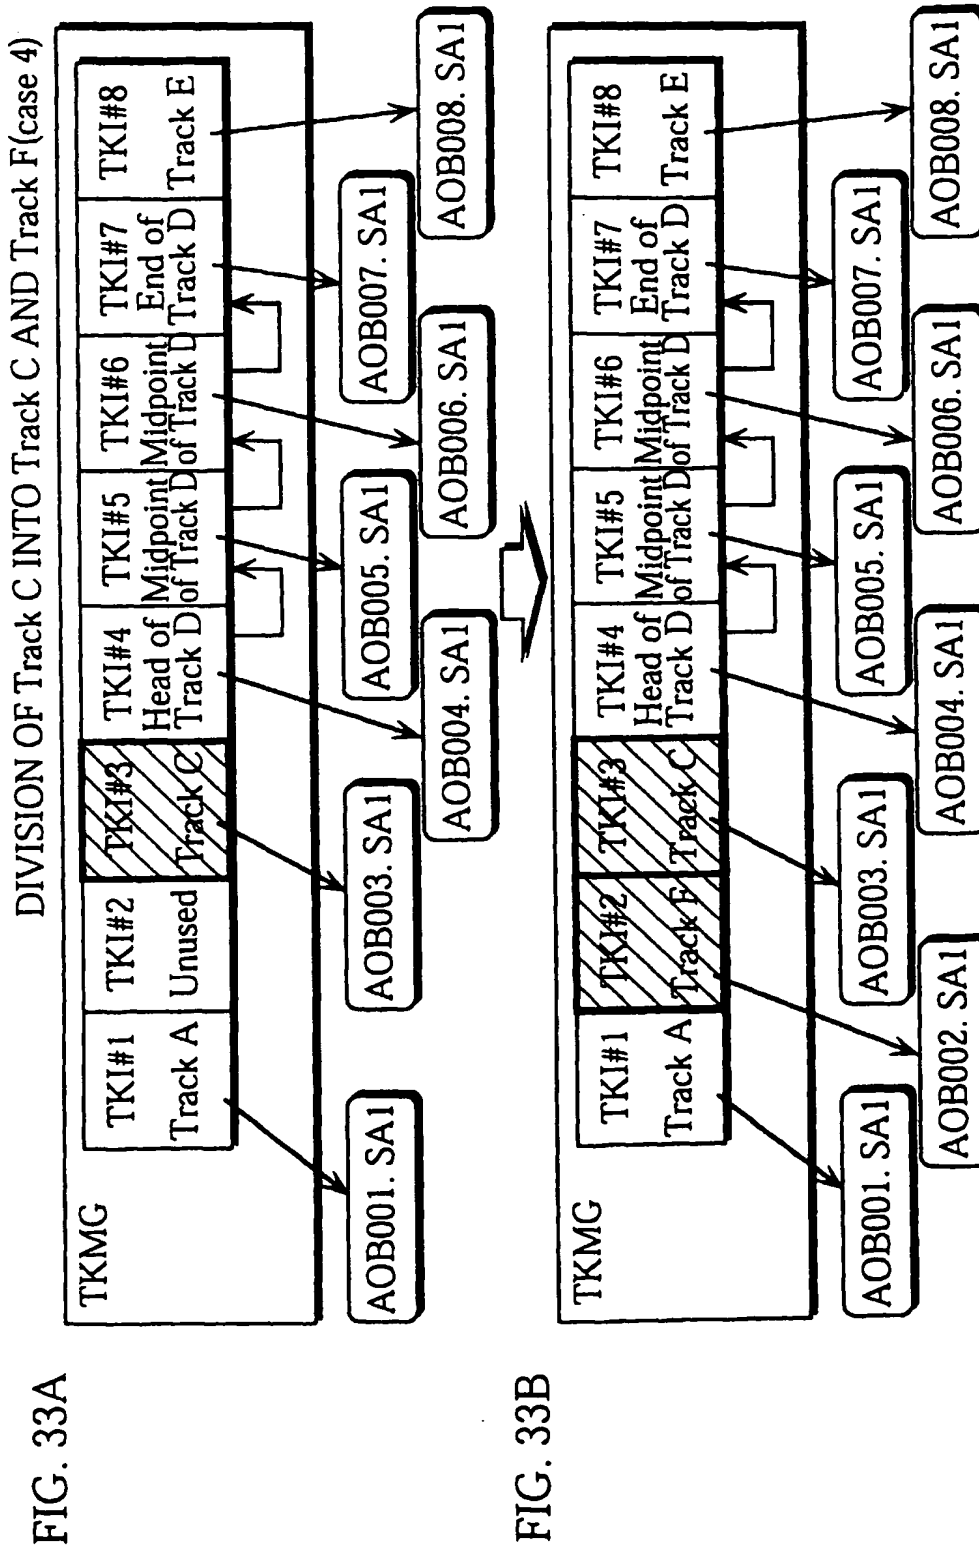 DIVISION OF Track C INTO Track C AND Track F(case 4)
FIG. 33A
TKMG
TKI#1
Track A
TKI#2
Unused
TKI#3
Track C
TKI#4
Head of
Track D
TKI#5
Midpoint
of Track D
TKI#6
Midpoint
of Track D
TKI#7
End of
Track D
TKI#8
Track E
AOB001. SA1
AOB003. SA1
AOB004. SA1
AOB005. SA1
AOB006. SA1
AOB007. SA1
AOB008. SA1
FIG. 33B
TKMG
TKI#1
Track A
TKI#2
Track F
TKI#3
Track C
TKI#4
Head of
Track D
TKI#5
Midpoint
of Track D
TKI#6
Midpoint
of Track D
TKI#7
End of
Track D
TKI#8
Track E
AOB001. SA1
AOB002. SA1
AOB003. SA1
AOB004. SA1
AOB005. SA1
AOB006. SA1
AOB007. SA1
AOB008. SA1